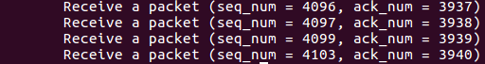 Receive a packet (seq_num = 4096, ack_num = 3937)
Receive a packet (seq_num = 4097, ack_num = 3938)
Receive a packet (seq_num = 4099, ack_num = 3939)
Receive a packet (seq_num = 4103, ack_num = 3940)